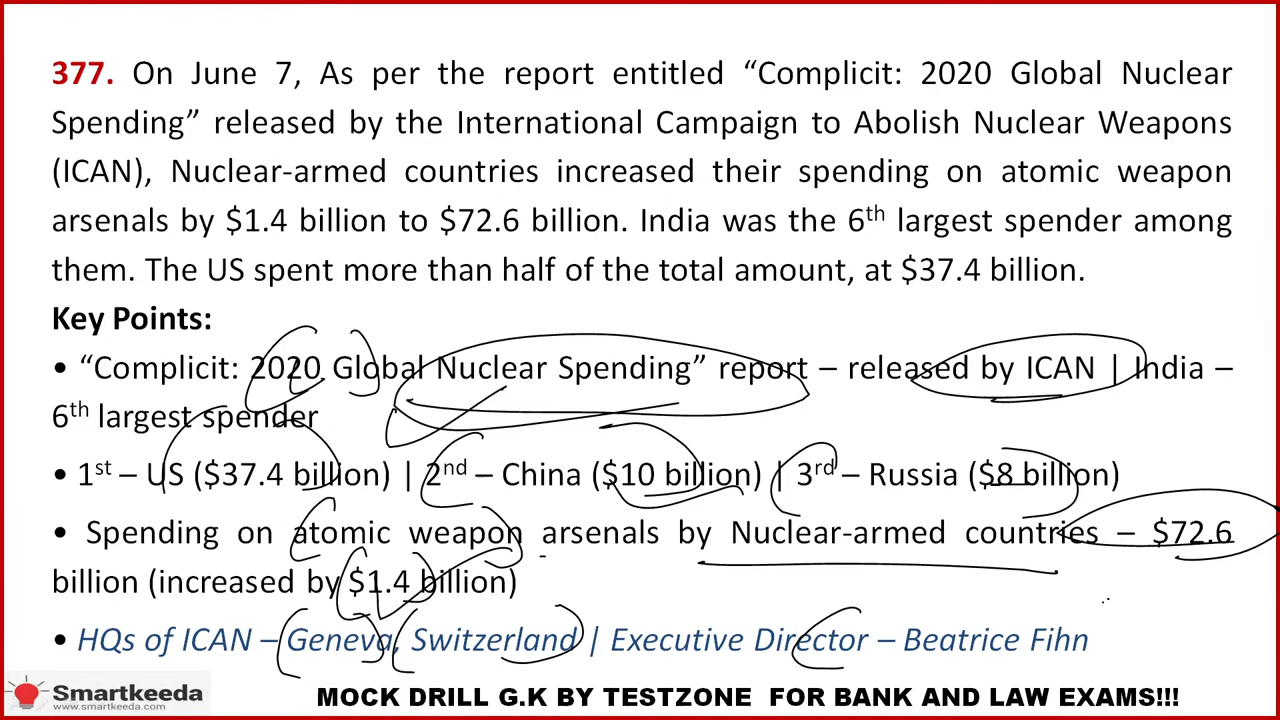 377. On June 7, As per the report entitled “Complicit: 2020 Global Nuclear
Spending” released by the International Campaign to Abolish Nuclear Weapons
(ICAN), Nuclear-armed countries increased their spending on atomic weapon
arsenals by $1.4 billion to $72.6 billion. India was the 6th largest spender among
them. The US spent more than half of the total amount, at $37.4 billion.
Key Points:
• “Complicit: 2020 Global Nuclear Spending” report – released by ICAN | India –
6th largest spender
• 1st – US ($37.4 billion) | 2nd – China ($10 billion) | 3rd – Russia ($8 billion)
• Spending on atomic weapon arsenals by Nuclear-armed countries – $72.6
billion (increased by $1.4 billion)
• HQs of ICAN – Geneva, Switzerland | Executive Director – Beatrice Fihn
Smartkeeda
www.smartkeeda.com
MOCK DRILL G.K BY TESTZONE FOR BANK AND LAW EXAMS!!!